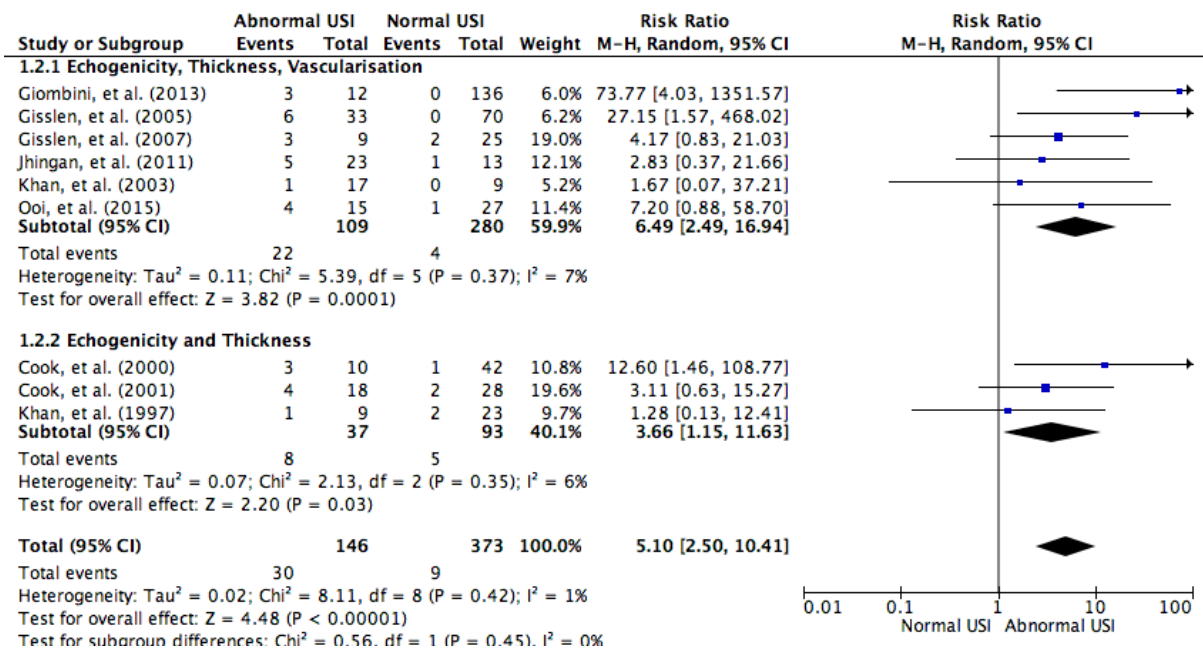 Abnormal USI Normal USI Risk Ratio Risk Ratio
Study or Subgroup Events Total Events Total Weight M-H, Random, 95% CI M-H, Random, 95% CI
1.2.1 Echogenicity, Thickness, Vascularisation
Giombini, et al. (2013) 3 12 0 136 6.0% 73.77 [4.03, 1351.57]
Gisslen, et al. (2005) 6 33 0 70 6.2% 27.15 [1.57, 468.02]
Gisslen, et al. (2007) 3 9 2 25 19.0% 4.17 [0.83, 21.03]
Jhingan, et al. (2011) 5 23 1 13 12.1% 2.83 [0.37, 21.66]
Khan, et al. (2003) 1 17 0 9 5.2% 1.67 [0.07, 37.21]
Ooi, et al. (2015) 4 15 1 27 11.4% 7.20 [0.88, 58.70]
Subtotal (95% CI) 109 280 59.9% 6.49 [2.49, 16.94]
Total events 22 4
Heterogeneity: Tau² = 0.11; Chi² = 5.39, df = 5 (P = 0.37); I² = 7%
Test for overall effect: Z = 3.82 (P = 0.0001)
1.2.2 Echogenicity and Thickness
Cook, et al. (2000) 3 10 1 42 10.8% 12.60 [1.46, 108.77]
Cook, et al. (2001) 4 18 2 28 19.6% 3.11 [0.63, 15.27]
Khan, et al. (1997) 1 9 2 23 9.7% 1.28 [0.13, 12.41]
Subtotal (95% CI) 37 93 40.1% 3.66 [1.15, 11.63]
Total events 8 5
Heterogeneity: Tau² = 0.07; Chi² = 2.13, df = 2 (P = 0.35); I² = 6%
Test for overall effect: Z = 2.20 (P = 0.03)
Total (95% CI) 146 373 100.0% 5.10 [2.50, 10.41]
Total events 30 9
Heterogeneity: Tau² = 0.02; Chi² = 8.11, df = 8 (P = 0.42); I² = 1%
Test for overall effect: Z = 4.48 (P < 0.00001)
Test for subgroup differences: Chi² = 0.56, df = 1 (P = 0.45), I² = 0%
0.01 0.1 1 10 100
Normal USI Abnormal USI